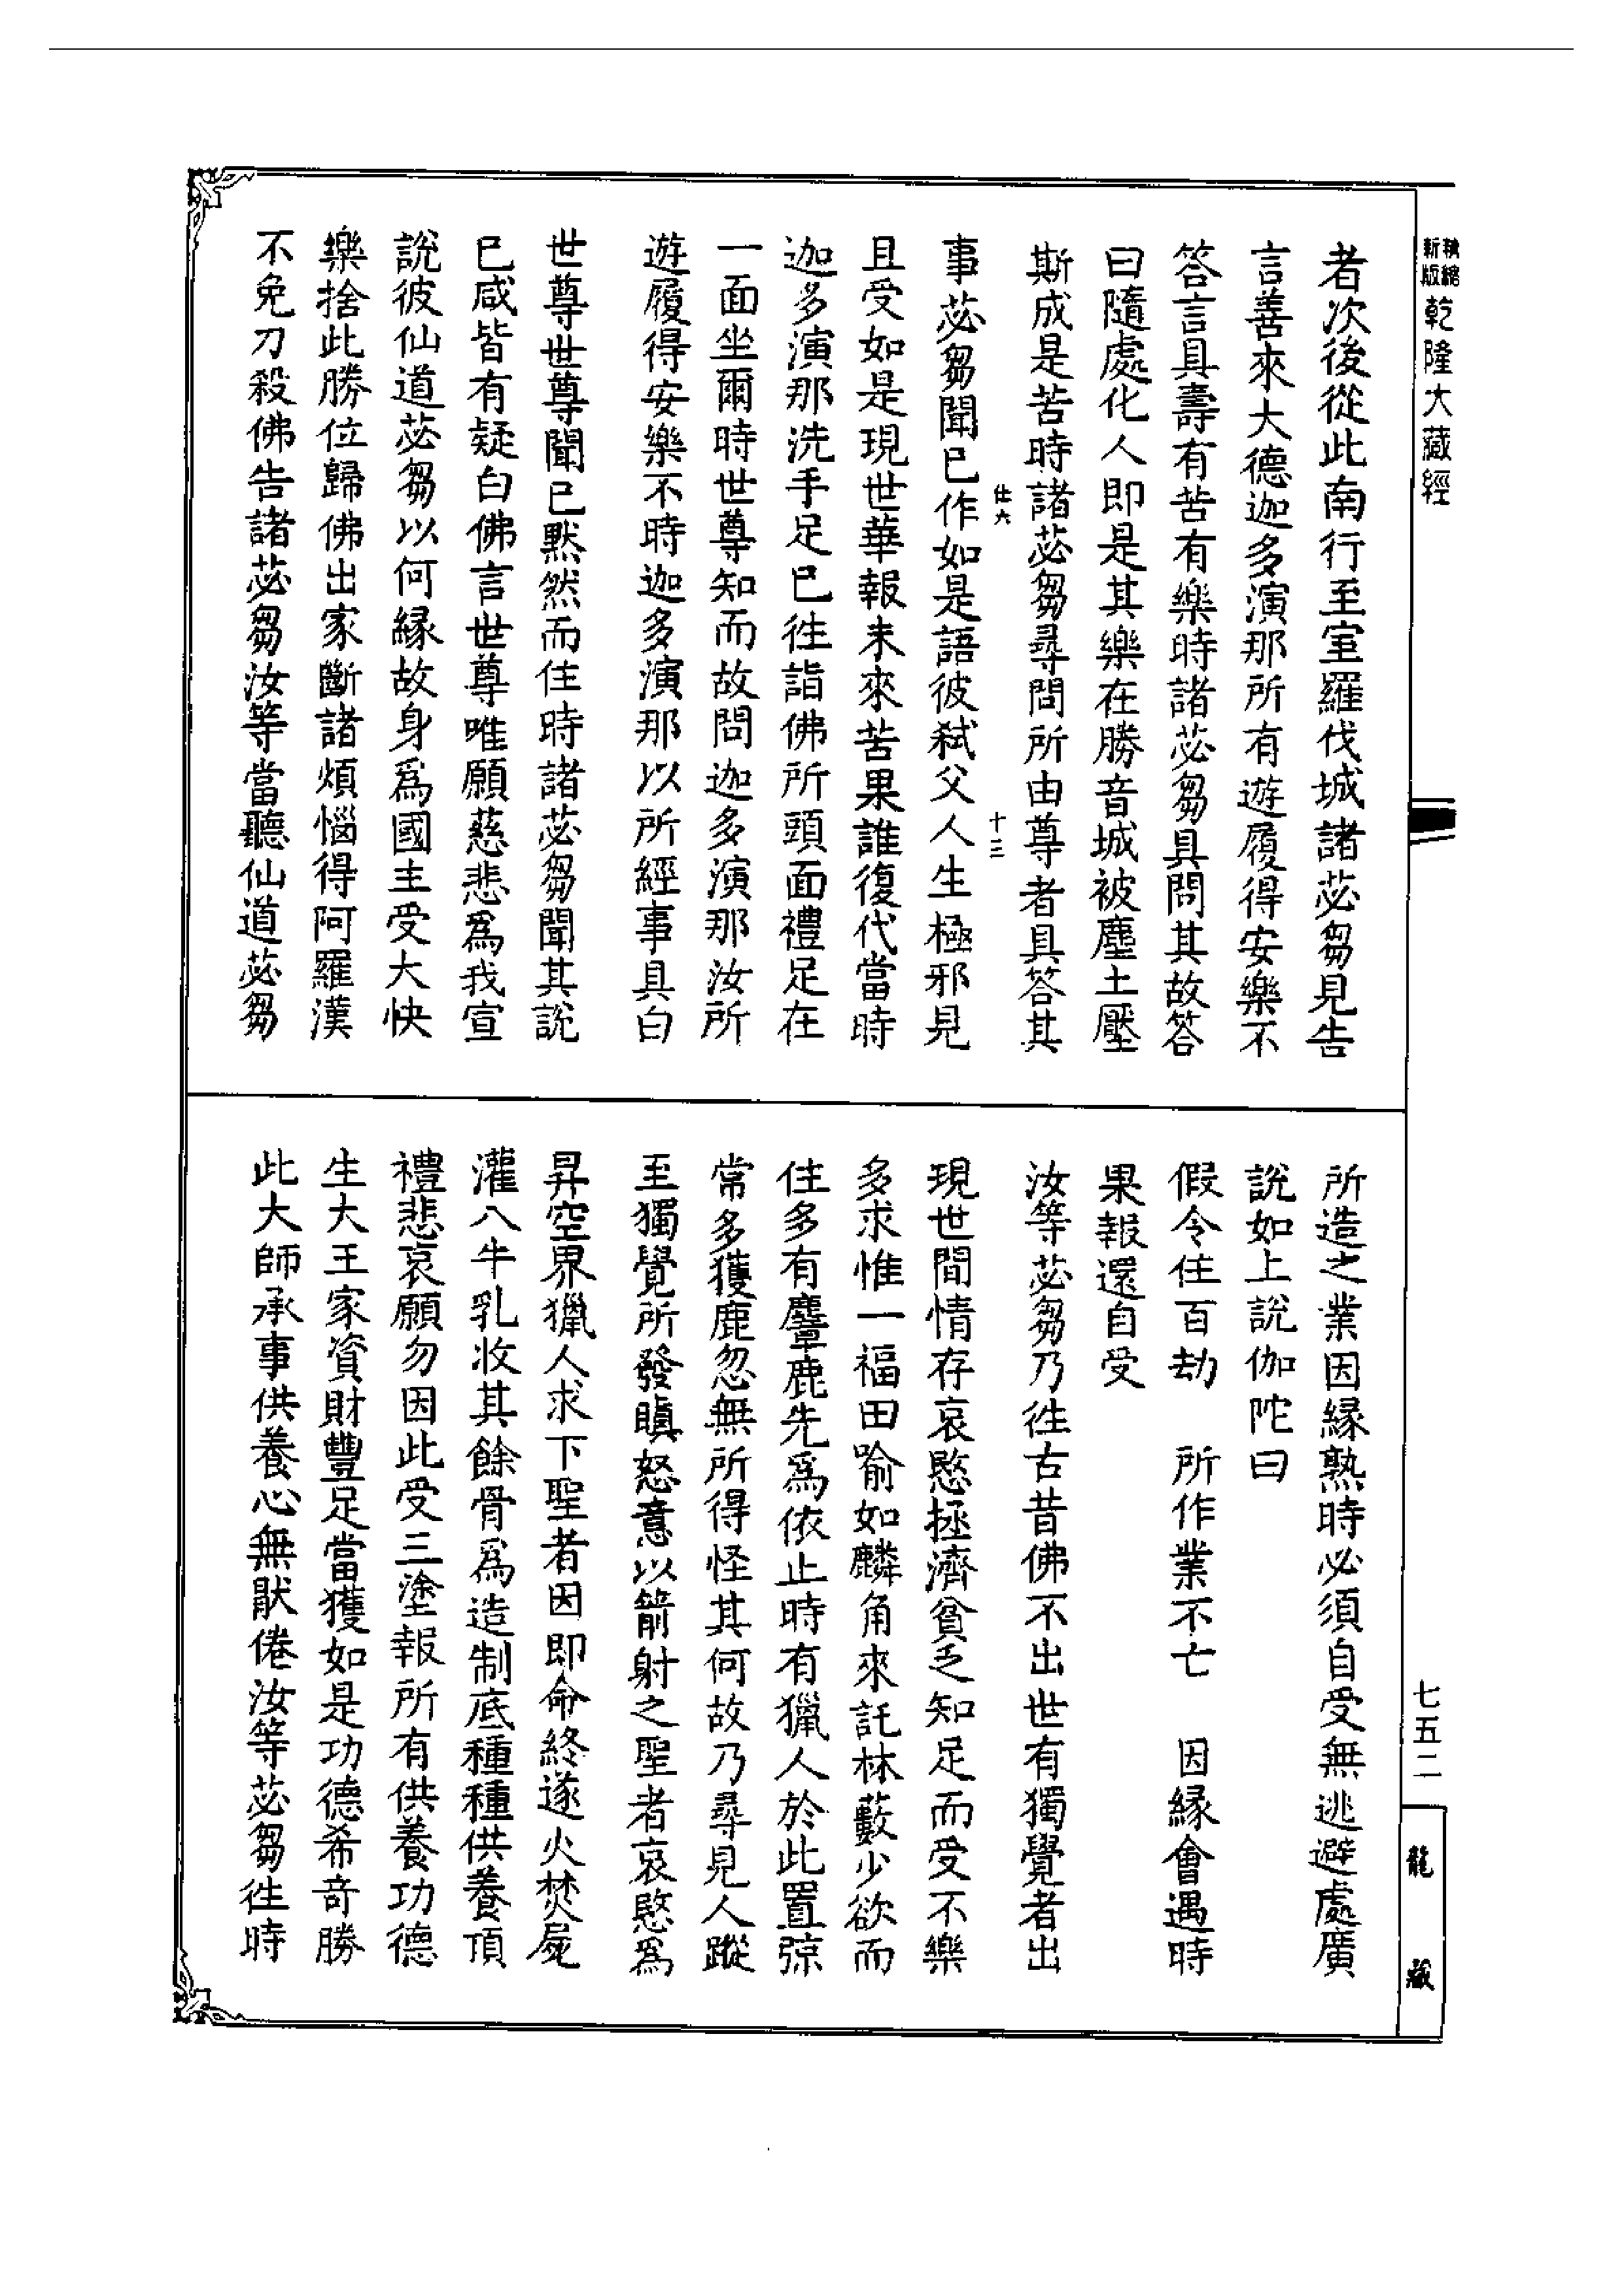 新版
精縮
乾隆大藏經
者次後從此南行至室羅伐城諸苾芻見告
言善來大德迦多演那所有遊履得安樂不
答言具壽有苦有樂時諸苾芻具問其故答
曰隨處化人即是其樂在勝音城被塵土壓
斯成是苦時諸苾芻尋問所由尊者具答其
仕六
十三
事苾芻聞已作如是語彼弒父人生極邪見
且受如是現世華報未來苦果誰復代當時
迦多演那洗手足已往詣佛所頭面禮足在
一面坐爾時世尊知而故問迦多演那汝所
遊履得安樂不時迦多演那以所經事具白
世尊世尊聞已默然而住時諸苾芻聞其說
已咸皆有疑白佛言世尊唯願慈悲為我宣
說彼仙道苾芻以何緣故身為國主受大快
樂捨此勝位歸佛出家斷諸煩惱得阿羅漢
不免刀殺佛告諸苾芻汝等當聽仙道苾芻
所造之業因緣熟時必須自受無逃避處廣
說如上說伽陀曰
假令住百劫　所作業不亡　因緣會遇時
果報還自受
汝等苾芻乃往古昔佛不出世有獨覺者出
現世間情存哀愍拯濟貧乏知足而受不樂
多求惟一福田喻如麟角來託林藪少欲而
住多有麞鹿先為依止時有獵人於此置弶
常多獲鹿忽無所得怪其何故乃尋見人蹤
至獨覺所發瞋怒意以箭射之聖者哀愍為
昇空界獵人求下聖者因即命終遂火焚屍
灌八牛乳收其餘骨為造制底種種供養頂
禮悲哀願勿因此受三塗報所有供養功德
生大王家資財豐足當獲如是功德希奇勝
此大師承事供養心無猒倦汝等苾芻往時
七五二
龍藏